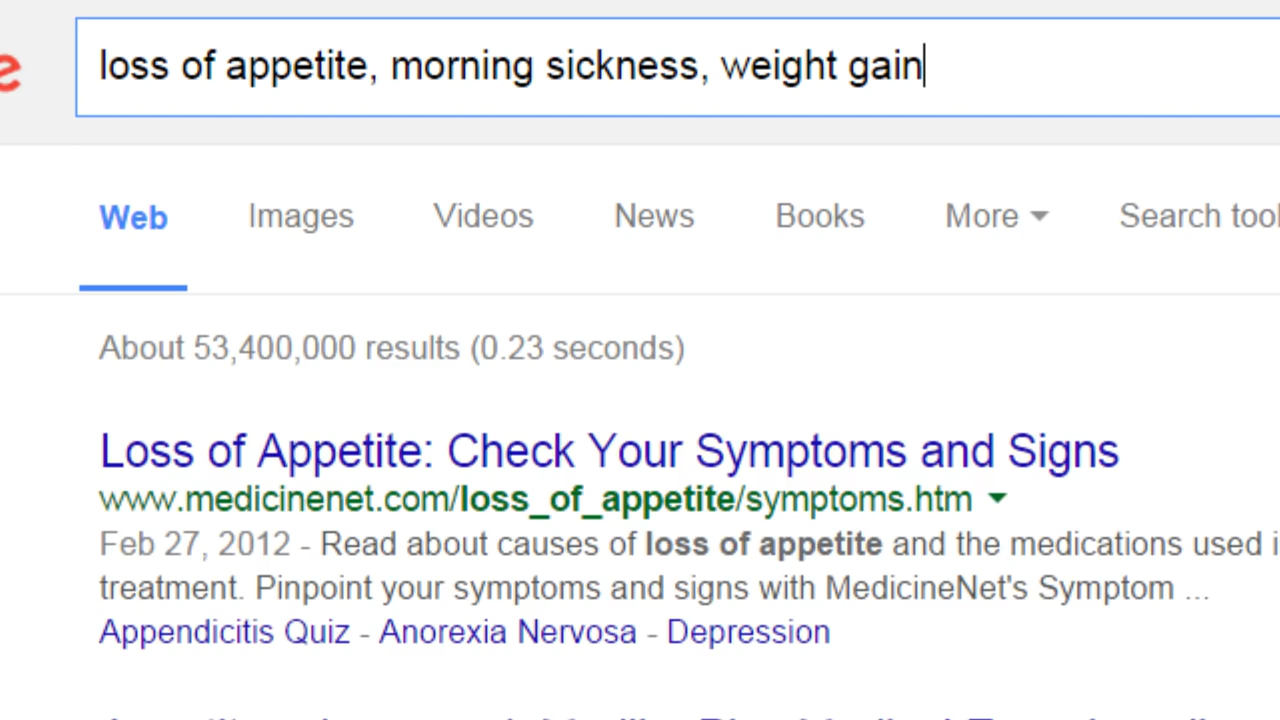 e
loss of appetite, morning sickness, weight gain
Web Images Videos News Books More Search tool
About 53,400,000 results (0.23 seconds)
Loss of Appetite: Check Your Symptoms and Signs
www.medicinenet.com/loss_of_appetite/symptoms.htm
Feb 27, 2012 - Read about causes of loss of appetite and the medications used i
treatment. Pinpoint your symptoms and signs with MedicineNet's Symptom ...
Appendicitis Quiz - Anorexia Nervosa - Depression